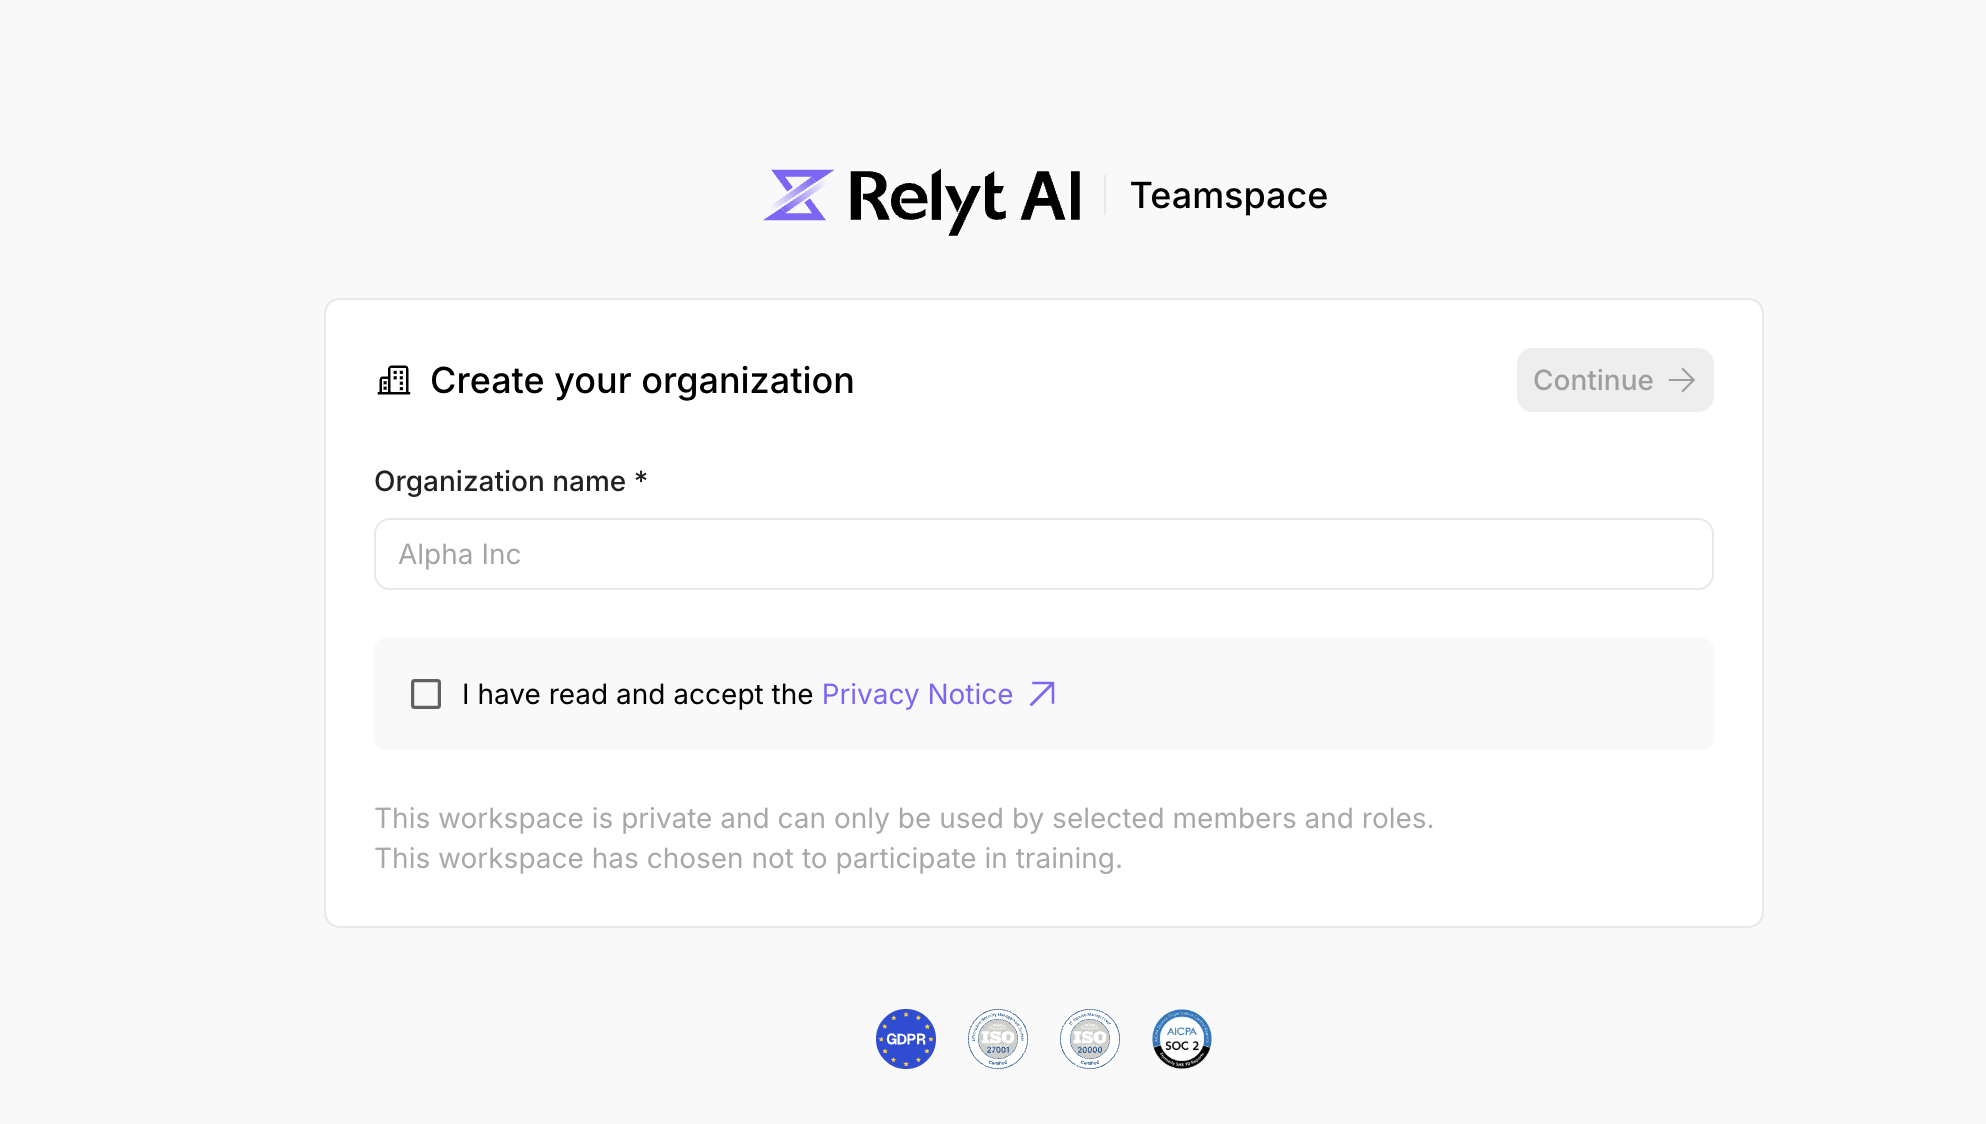 Relyt AI
Teamspace
Create your organization
Continue
Organization name *
Alpha Inc
I have read and accept the Privacy Notice
This workspace is private and can only be used by selected members and roles.
This workspace has chosen not to participate in training.
GDPR
ISO
27001
Certified
ISO
20000
Certified
AICPA
SOC 2